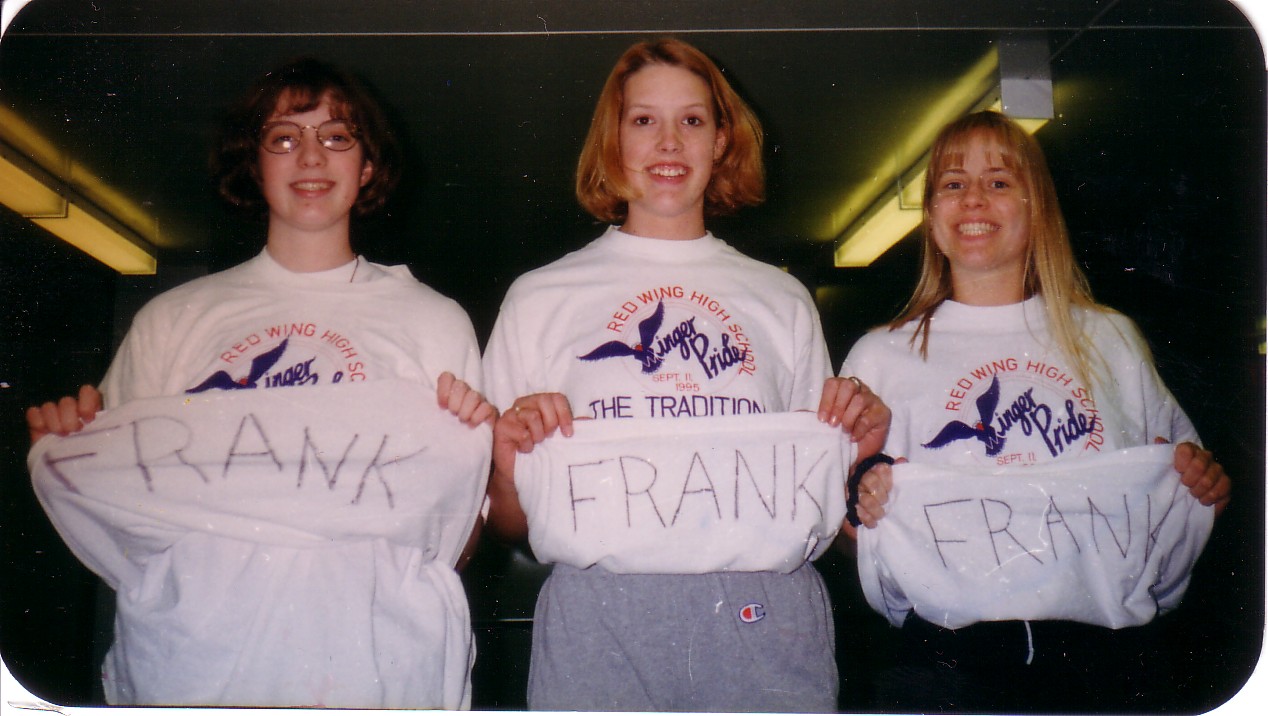 RED WING HIGH SC
Winger
FRANK
RED WING HIGH SCHOOL
Winger
Pride
SEPT. 11,
1995
THE TRADITION
FRANK
C
RED WING HIGH SCHOOL
Winger
Pride
SEPT. 11,
FRANK